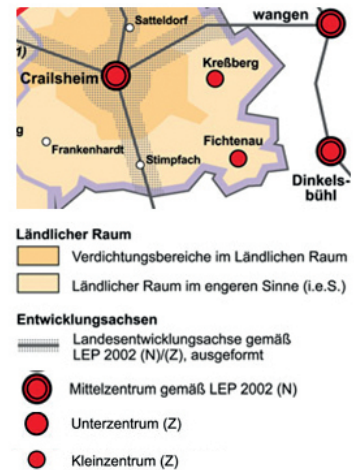 Satteldorf
wangen
1)
Crailsheim
Kreßberg
g
Frankenhardt
Stimpfach
Fichtenau
Dinkels-
bühl
Ländlicher Raum
Verdichtungsbereiche im Ländlichen Raum
Ländlicher Raum im engeren Sinne (i.e.S.)
Entwicklungsachsen
Landesentwicklungsachse gemäß
LEP 2002 (N)/(Z), ausgeformt
Mittelzentrum gemäß LEP 2002 (N)
Unterzentrum (Z)
Kleinzentrum (Z)